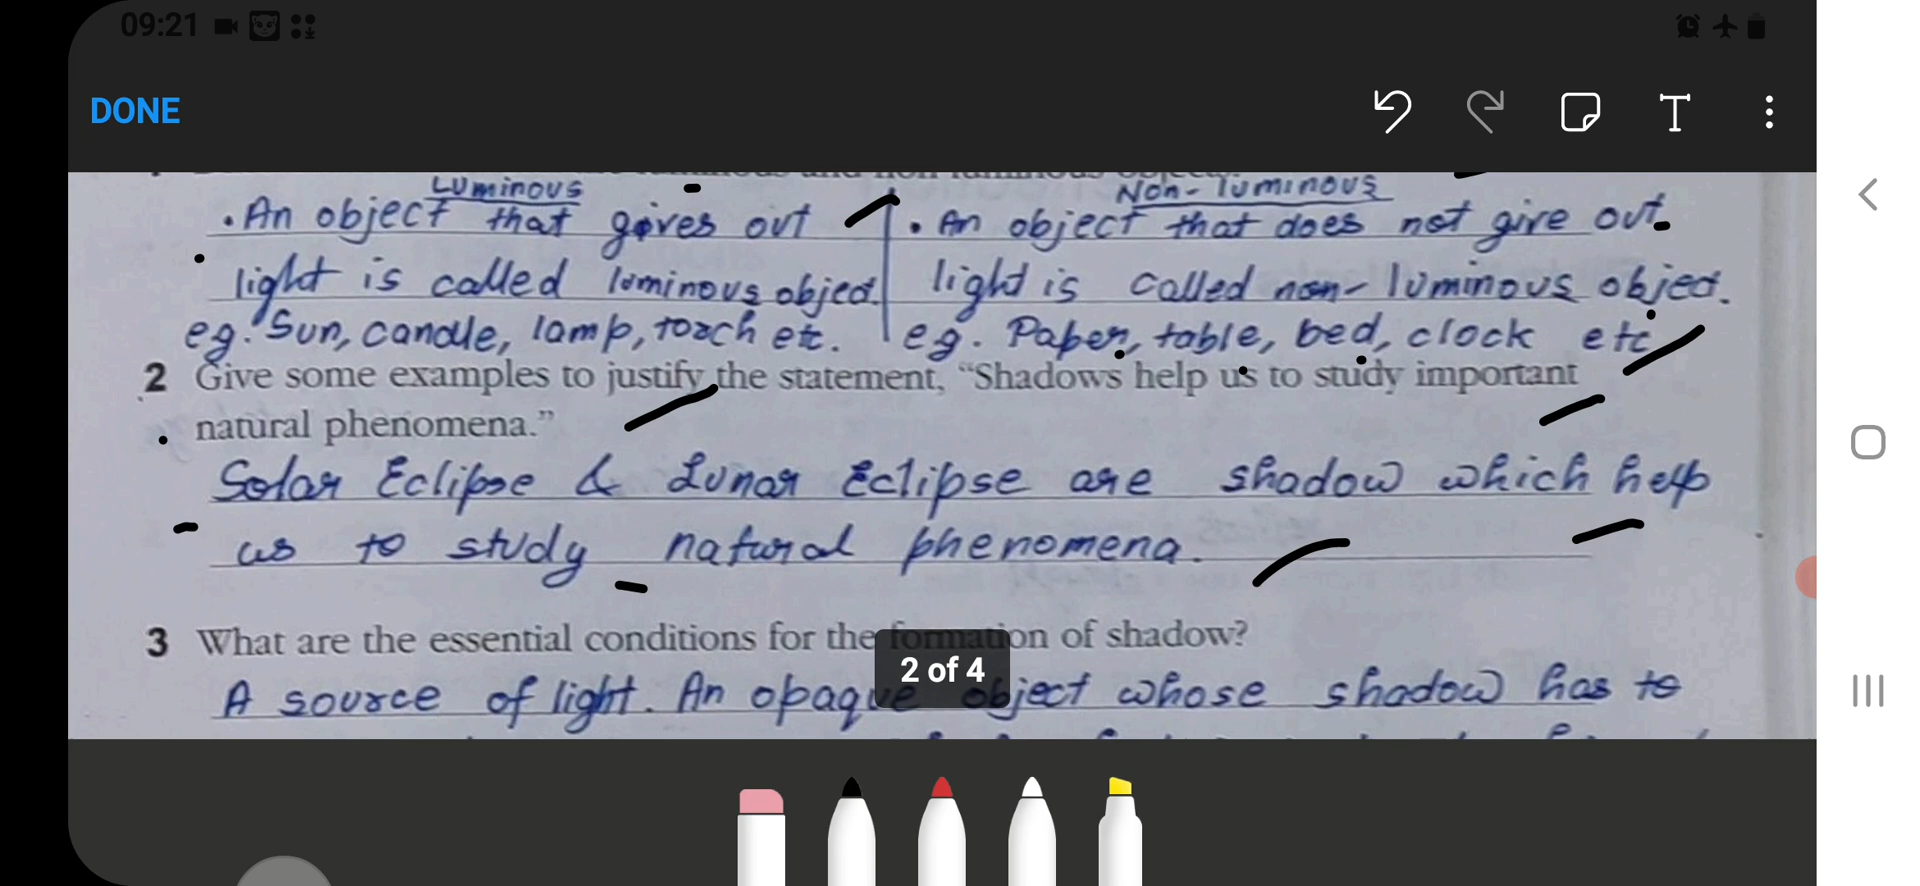 09:21
DONE
T
Luminous
Non-luminous
• An object that gives out
• An object that does not give out
light is called luminous object.
light is called non-luminous object.
eg. Sun, candle, lamp, torch etc.
eg. Paper, table, bed, clock etc
2 Give some examples to justify the statement, "Shadows help us to study important
natural phenomena."
Solar Eclipse & Lunar Eclipse are shadow which help
us to study natural phenomena.
3 What are the essential conditions for the formation of shadow?
2 of 4
A source of light. An opaque object whose shadow has to